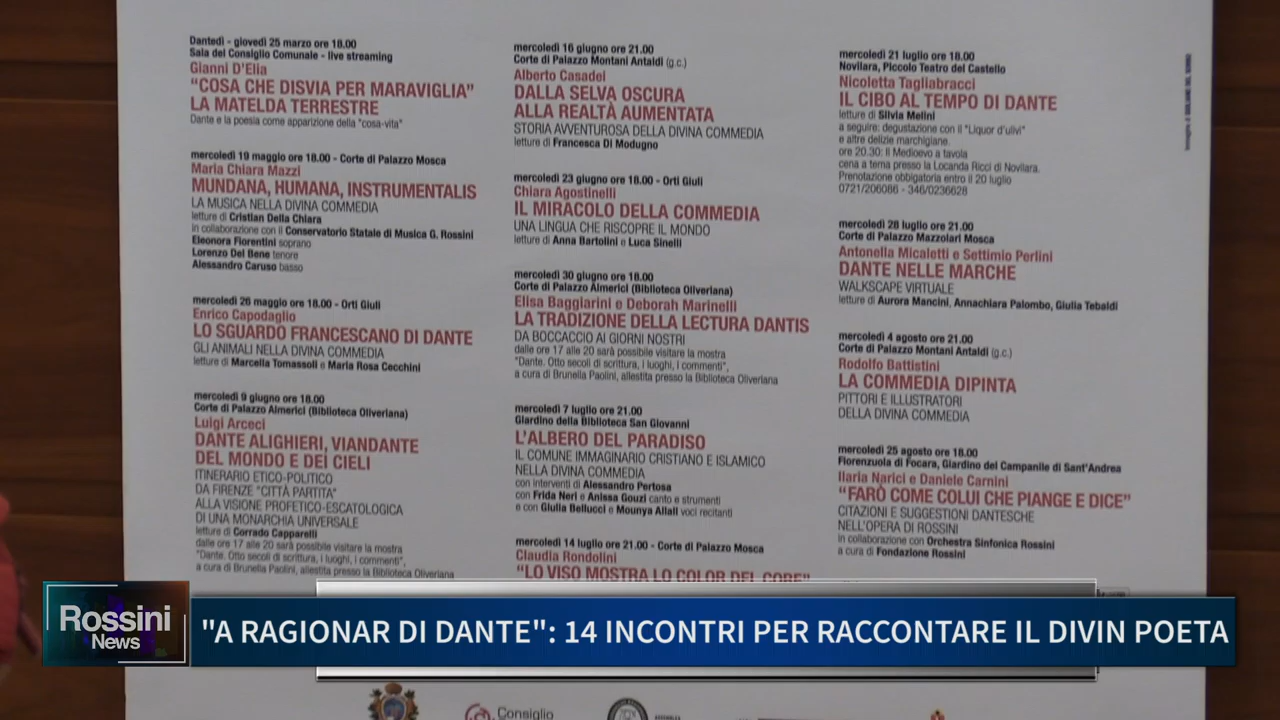 Dantedì - giovedì 25 marzo ore 18.00
Sala del Consiglio Comunale - live streaming
Gianni D'Elia
"COSA CHE DISVIA PER MARAVIGLIA"
LA MATELDA TERRESTRE
Dante e la poesia come apparizione della "cosa-vita"
mercoledì 19 maggio ore 18.00 - Corte di Palazzo Mosca
Maria Chiara Mazzi
MUNDANA, HUMANA, INSTRUMENTALIS
LA MUSICA NELLA DIVINA COMMEDIA
letture di Cristian Della Chiara
in collaborazione con il Conservatorio Statale di Musica G. Rossini
Eleonora Fiorentini soprano
Lorenzo Del Bene tenore
Alessandro Caruso basso
mercoledì 26 maggio ore 18.00 - Orti Giuli
Enrico Capodaglio
LO SGUARDO FRANCESCANO DI DANTE
GLI ANIMALI NELLA DIVINA COMMEDIA
letture di Marcella Tomassoli e Maria Rosa Cecchini
mercoledì 9 giugno ore 18.00
Corte di Palazzo Almerici (Biblioteca Oliveriana)
Luigi Arceci
DANTE ALIGHIERI, VIANDANTE
DEL MONDO E DEI CIELI
ITINERARIO ETICO-POLITICO
DA FIRENZE "CITTÀ PARTITA"
ALLA VISIONE PROFETICO-ESCATOLOGICA
DI UNA MONARCHIA UNIVERSALE
letture di Corrado Capparelli
dalle ore 17 alle 20 sarà possibile visitare la mostra
"Dante. Otto secoli di scrittura, i luoghi, i commenti",
a cura di Brunella Paolini, allestita presso la Biblioteca Oliveriana
mercoledì 16 giugno ore 21.00
Corte di Palazzo Montani Antaldi (g.c.)
Alberto Casadei
DALLA SELVA OSCURA
ALLA REALTÀ AUMENTATA
STORIA AVVENTUROSA DELLA DIVINA COMMEDIA
letture di Francesca Di Modugno
mercoledì 23 giugno ore 18.00 - Orti Giuli
Chiara Agostinelli
IL MIRACOLO DELLA COMMEDIA
UNA LINGUA CHE RISCOPRE IL MONDO
letture di Anna Bartolini e Luca Sinelli
mercoledì 30 giugno ore 18.00
Corte di Palazzo Almerici (Biblioteca Oliveriana)
Elisa Baggiarini e Deborah Marinelli
LA TRADIZIONE DELLA LECTURA DANTIS
DA BOCCACCIO AI GIORNI NOSTRI
dalle ore 17 alle 20 sarà possibile visitare la mostra
"Dante. Otto secoli di scrittura, i luoghi, i commenti",
a cura di Brunella Paolini, allestita presso la Biblioteca Oliveriana
mercoledì 7 luglio ore 21.00
Giardino della Biblioteca San Giovanni
L'ALBERO DEL PARADISO
IL COMUNE IMMAGINARIO CRISTIANO E ISLAMICO
NELLA DIVINA COMMEDIA
con interventi di Alessandro Pertosa
con Frida Neri e Anissa Gouzi canto e strumenti
e con Giulia Bellucci e Mounya Allali voci recitanti
mercoledì 14 luglio ore 21.00 - Corte di Palazzo Mosca
Claudia Rondolini
"LO VISO MOSTRA LO COLOR DEL CORE"
mercoledì 21 luglio ore 18.00
Novilara, Piccolo Teatro del Castello
Nicoletta Tagliabracci
IL CIBO AL TEMPO DI DANTE
letture di Silvia Melini
a seguire: degustazione con il "Liquor d'ulivi"
e altre delizie marchigiane.
ore 20.30: Il Medioevo a tavola
cena a tema presso la Locanda Ricci di Novilara.
Prenotazione obbligatoria entro il 20 luglio
0721/206086 - 346/0236628
mercoledì 28 luglio ore 21.00
Corte di Palazzo Mazzolari Mosca
Antonella Micaletti e Settimio Perlini
DANTE NELLE MARCHE
WALKSCAPE VIRTUALE
letture di Aurora Mancini, Annachiara Palombo, Giulia Tebaldi
mercoledì 4 agosto ore 21.00
Corte di Palazzo Montani Antaldi (g.c.)
Rodolfo Battistini
LA COMMEDIA DIPINTA
PITTORI E ILLUSTRATORI
DELLA DIVINA COMMEDIA
mercoledì 25 agosto ore 18.00
Fiorenzuola di Focara, Giardino del Campanile di Sant'Andrea
Ilaria Narici e Daniele Carnini
"FARÒ COME COLUI CHE PIANGE E DICE"
CITAZIONI E SUGGESTIONI DANTESCHE
NELL'OPERA DI ROSSINI
in collaborazione con Orchestra Sinfonica Rossini
a cura di Fondazione Rossini
Rossini
News
"A RAGIONAR DI DANTE": 14 INCONTRI PER RACCONTARE IL DIVIN POETA
Consiglio